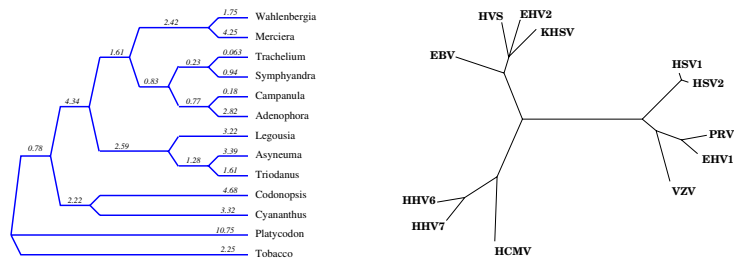 1.75 Wahlenbergia
2.42
4.25 Merciera
1.61
0.063 Trachelium
0.23
0.94 Symphyandra
0.83
0.18 Campanula
0.77
4.34
2.82 Adenophora
3.22 Legousia
2.59
3.39 Asyneuma
0.78
1.28
1.61 Triodanus
4.68 Codonopsis
2.22
3.32 Cyananthus
10.75 Platycodon
2.25 Tobacco
HVS
EHV2
KHSV
EBV
HSV1
HSV2
PRV
EHV1
VZV
HHV6
HHV7
HCMV